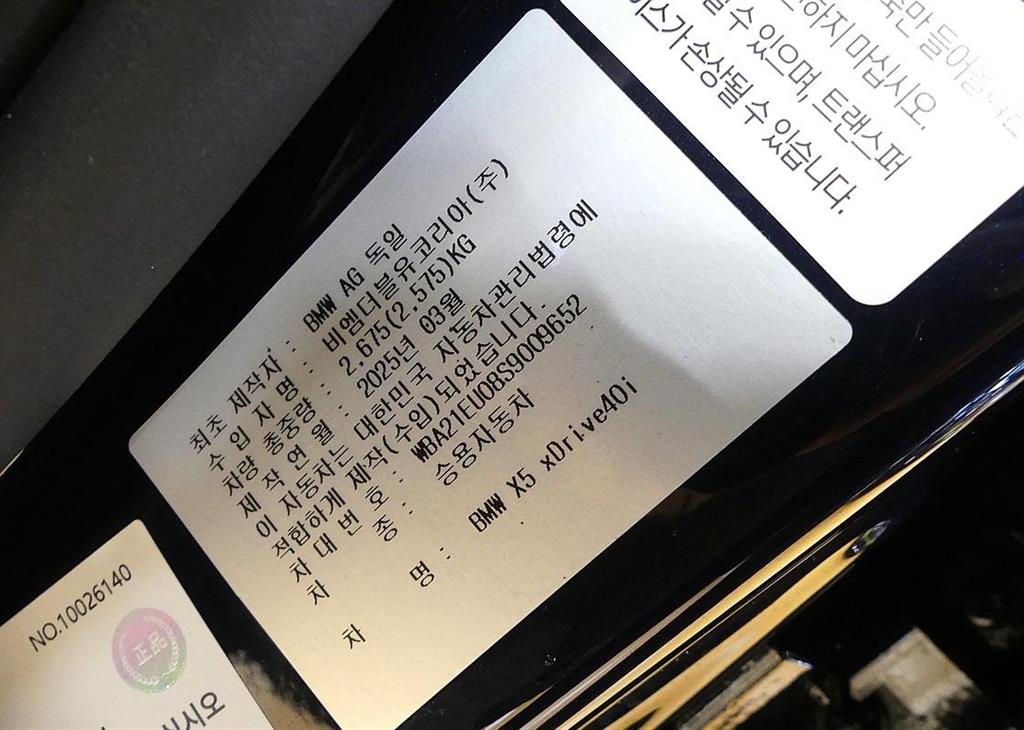 최초 제작자 : BMW AG 독일
수 입 자 명 : 비엠더블유코리아(주)
차량 총중량 : 2,675(2,575)KG
제 작 연 월 : 2025년 03월
이 자동차는 대한민국 자동차관리법령에
적합하게 제작(수입)되었습니다.
차 대 번 호 : WBA21EU08S9009652
차 종 : 승용자동차
차 명 : BMW X5 xDrive40i
하지 마십시오.
수 있으며, 트랜스퍼
손상될 수 있습니다.
NO.10026140
正品